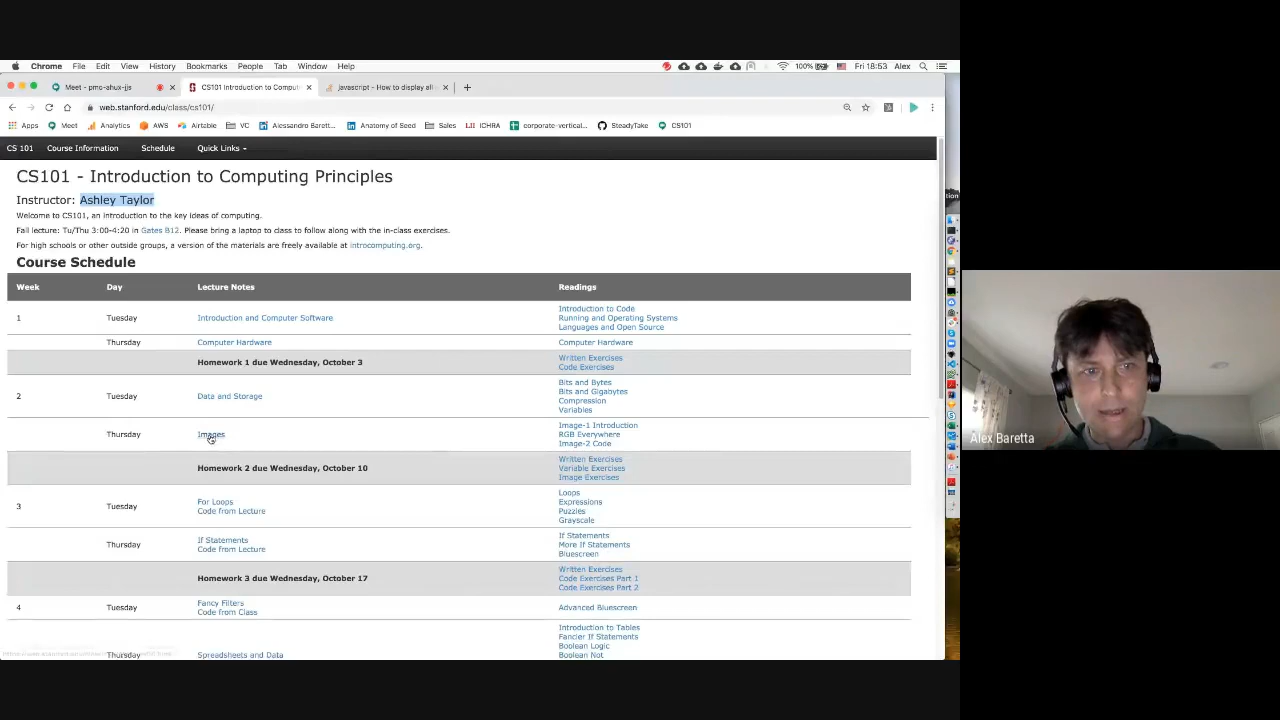 Chrome File Edit View History Bookmarks People Tab Window Help 100% Fri 18:53 Alex
Meet - pmo-ahux-jjs CS101 Introduction to Computi javascript - How to display all
web.stanford.edu/class/cs101/
Apps Meet Analytics AWS Airtable VC Alessandro Barett... Anatomy of Seed Sales ICHRA corporate-vertical... SteadyTake CS101
CS 101 Course Information Schedule Quick Links
CS101 - Introduction to Computing Principles
Instructor: Ashley Taylor
Welcome to CS101, an introduction to the key ideas of computing.
Fall lecture: Tu/Thu 3:00-4:20 in Gates B12. Please bring a laptop to class to follow along with the in-class exercises.
For high schools or other outside groups, a version of the materials are freely available at introcomputing.org.
Course Schedule
Week Day Lecture Notes Readings
1 Tuesday Introduction and Computer Software Introduction to Code
Running and Operating Systems
Languages and Open Source
Thursday Computer Hardware Computer Hardware
Homework 1 due Wednesday, October 3 Written Exercises
Code Exercises
2 Tuesday Data and Storage Bits and Bytes
Bits and Gigabytes
Compression
Variables
Thursday Images Image-1 Introduction
RGB Everywhere
Image-2 Code
Homework 2 due Wednesday, October 10 Written Exercises
Variable Exercises
Image Exercises
3 Tuesday For Loops Loops
Code from Lecture Expressions
Puzzles
Grayscale
Thursday If Statements If Statements
Code from Lecture More If Statements
Bluescreen
Homework 3 due Wednesday, October 17 Written Exercises
Code Exercises Part 1
Code Exercises Part 2
4 Tuesday Fancy Filters Advanced Bluescreen
Code from Class
Thursday Spreadsheets and Data Introduction to Tables
Fancier If Statements
Boolean Logic
Boolean Not
Alex Baretta